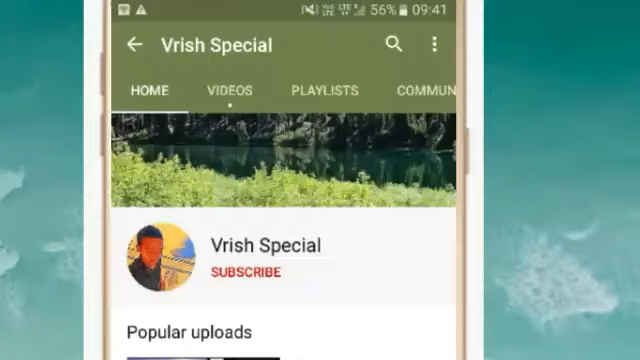 56% 09:41
Vrish Special
HOME VIDEOS PLAYLISTS COMMUN
Vrish Special
SUBSCRIBE
Popular uploads